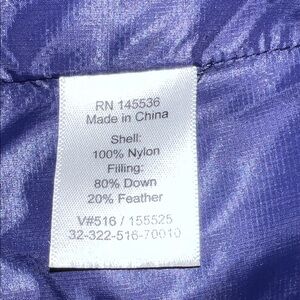 RN 145536
Made in China
Shell:
100% Nylon
Filling:
80% Down
20% Feather
V#516 / 155525
32-322-516-70010